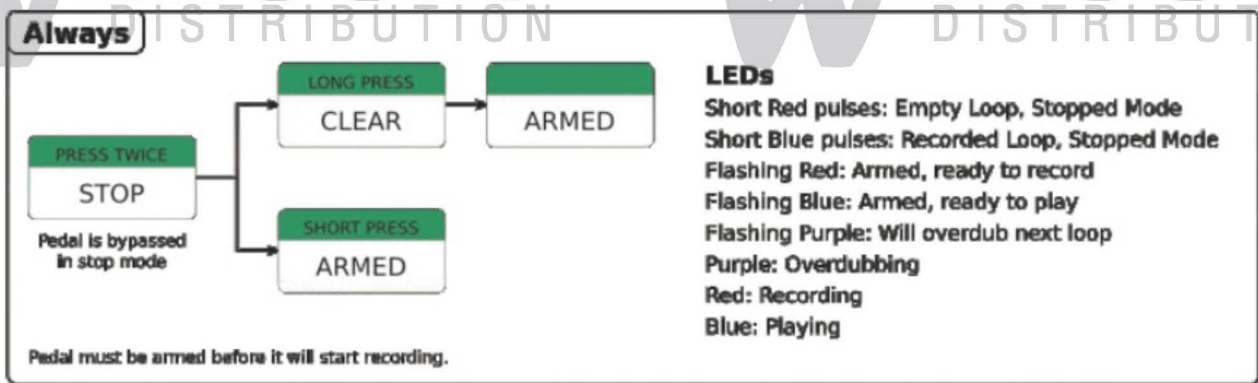 DISTRIBUTION
DISTRIBUT
Always
LONG PRESS
CLEAR
ARMED
PRESS TWICE
STOP
Pedal is bypassed
in stop mode
SHORT PRESS
ARMED
Pedal must be armed before it will start recording.
LEDs
Short Red pulses: Empty Loop, Stopped Mode
Short Blue pulses: Recorded Loop, Stopped Mode
Flashing Red: Armed, ready to record
Flashing Blue: Armed, ready to play
Flashing Purple: Will overdub next loop
Purple: Overdubbing
Red: Recording
Blue: Playing